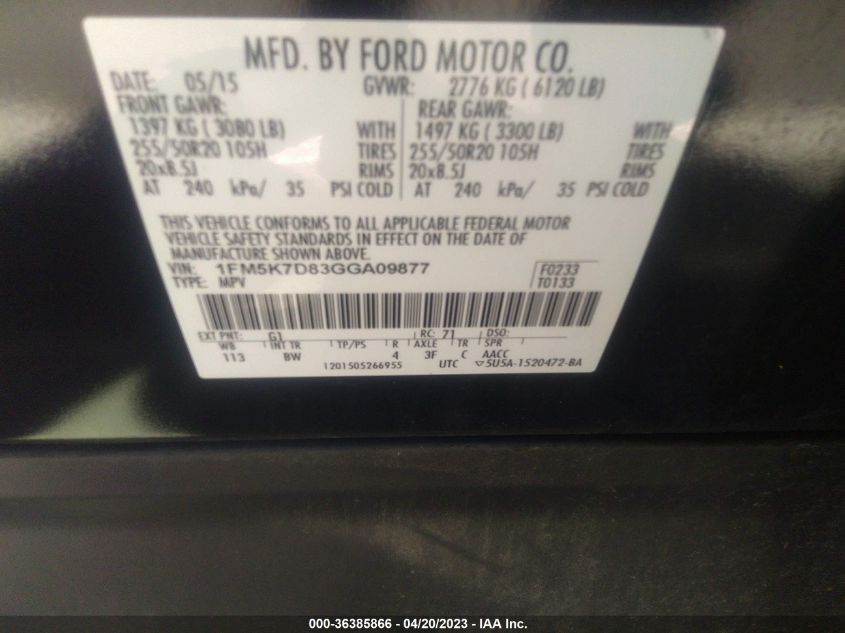 MFD. BY FORD MOTOR CO.
DATE: 05/15 GVWR: 2776 KG ( 6120 LB)
FRONT GAWR: REAR GAWR:
1397 KG ( 3080 LB) WITH 1497 KG ( 3300 LB) WITH
255/50R20 105H TIRES 255/50R20 105H TIRES
20x8.5J RIMS 20x8.5J RIMS
AT 240 kPa/ 35 PSI COLD AT 240 kPa/ 35 PSI COLD
THIS VEHICLE CONFORMS TO ALL APPLICABLE FEDERAL MOTOR
VEHICLE SAFETY STANDARDS IN EFFECT ON THE DATE OF
MANUFACTURE SHOWN ABOVE.
VIN: 1FM5K7D83GGA09877 F0233
TYPE: MPV T0133
EXT PNT: G1 RC: 71 DSO:
WB INT TR TP/PS R AXLE TR SPR
113 BW 4 3F C AACC
1201505266955 UTC ▽5U5A-1520472-BA
000-36385866 - 04/20/2023 - IAA Inc.